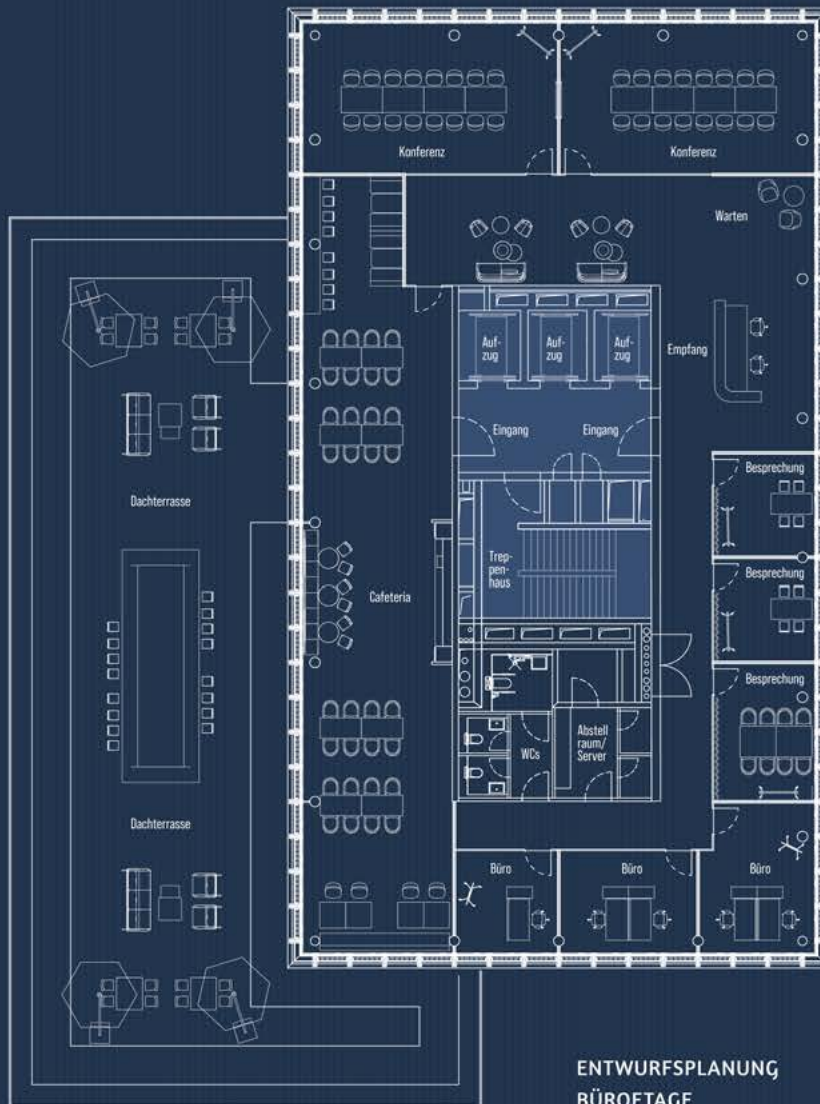 Konferenz
Konferenz
Warten
Auf-
zug
Auf-
zug
Auf-
zug
Empfang
Eingang
Eingang
Besprechung
Dachterrasse
Trep-
pen-
haus
Besprechung
Cafeteria
Besprechung
WCs
Abstell
raum/
Server
Dachterrasse
Büro
Büro
Büro
ENTWURFSPLANUNG
BÜROETAGE